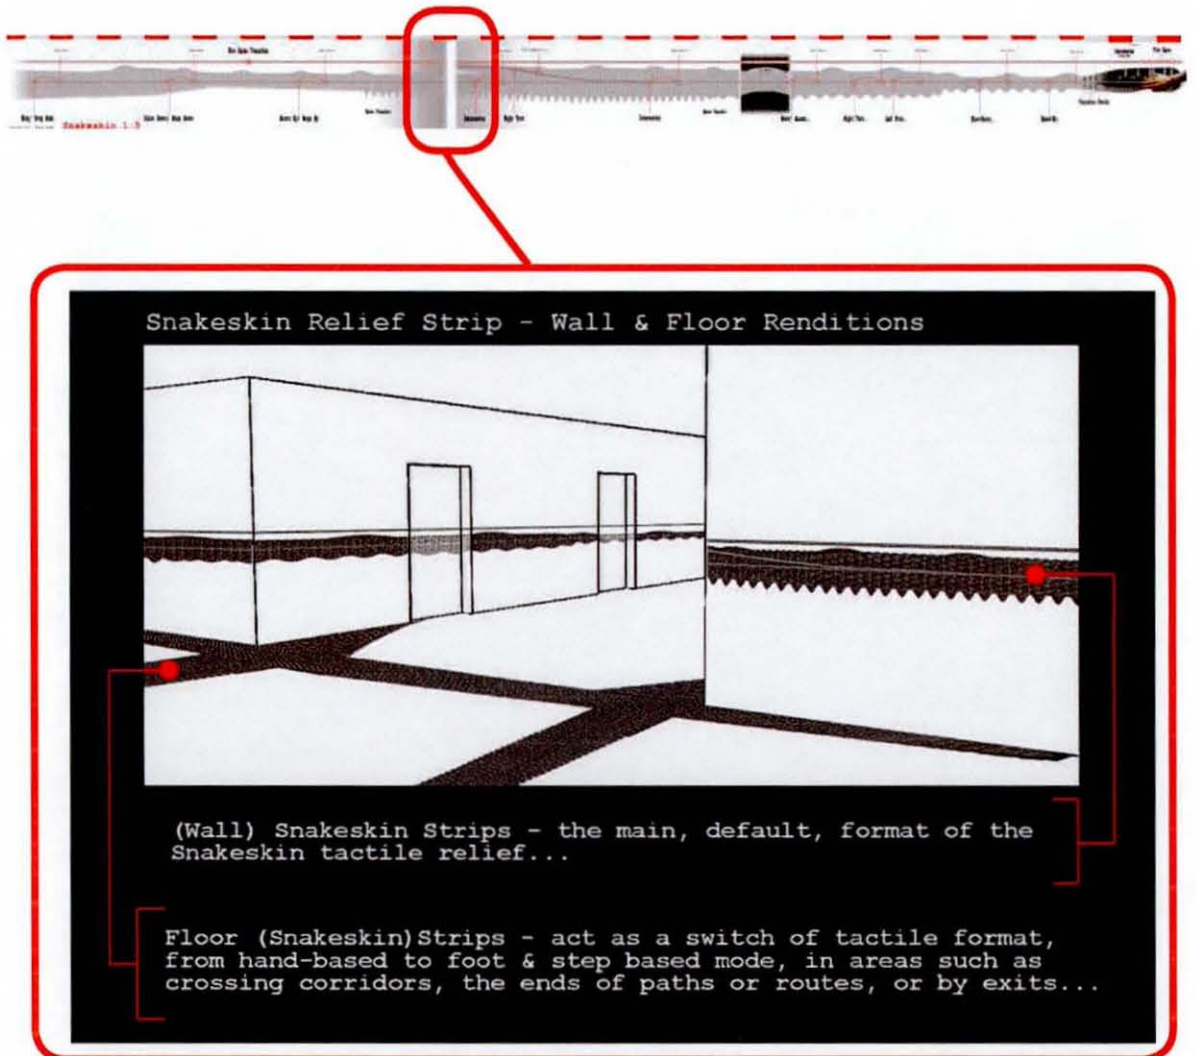 Snakeskin 1:5
Snakeskin Relief Strip - Wall & Floor Renditions
(Wall) Snakeskin Strips - the main, default, format of the
Snakeskin tactile relief...
Floor (Snakeskin)Strips - act as a switch of tactile format,
from hand-based to foot & step based mode, in areas such as
crossing corridors, the ends of paths or routes, or by exits...